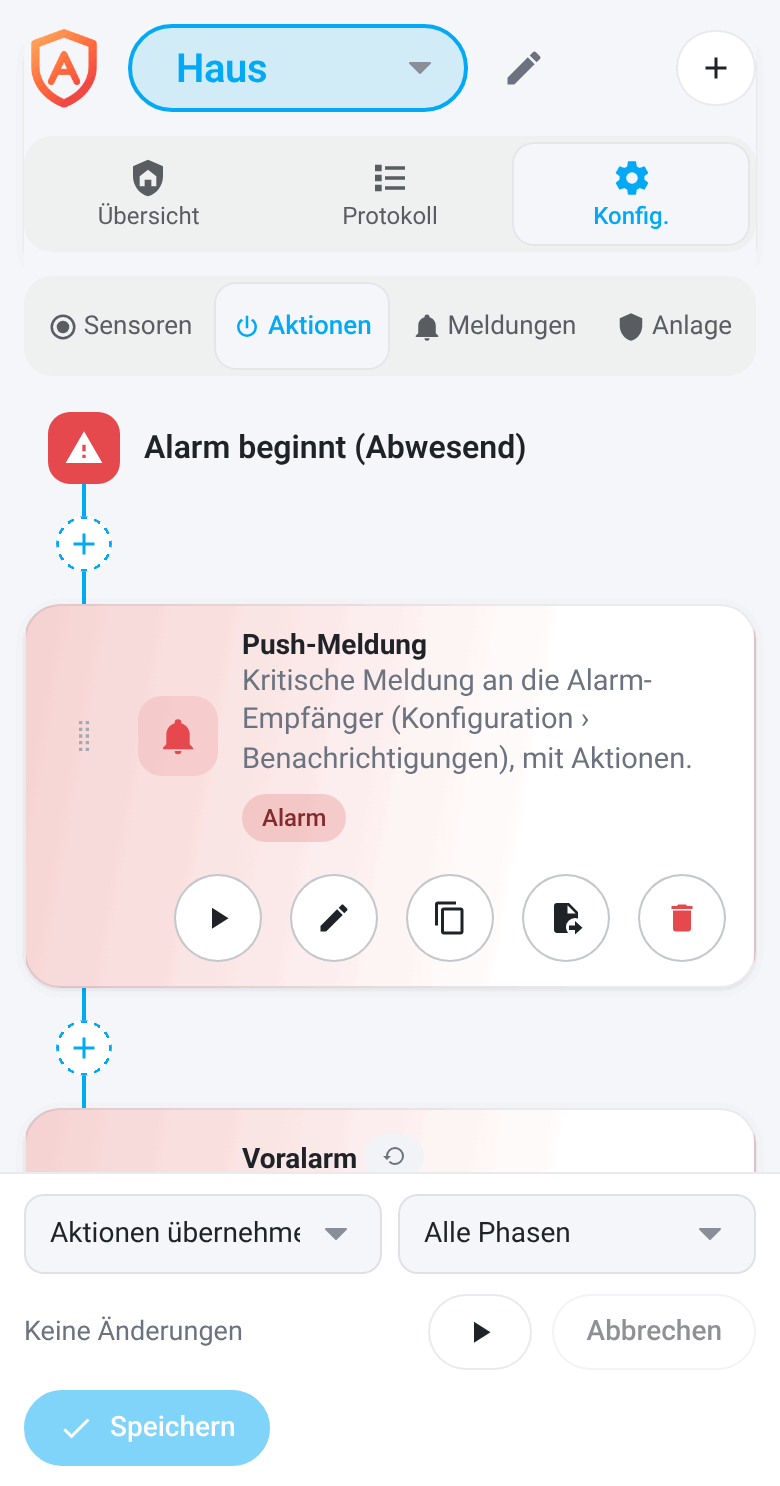 Haus
Übersicht
Protokoll
Konfig.
Sensoren
Aktionen
Meldungen
Anlage
Alarm beginnt (Abwesend)
Push-Meldung
Kritische Meldung an die Alarm-
Empfänger (Konfiguration ›
Benachrichtigungen), mit Aktionen.
Alarm
Voralarm
Aktionen übernehme
Alle Phasen
Keine Änderungen
Abbrechen
Speichern